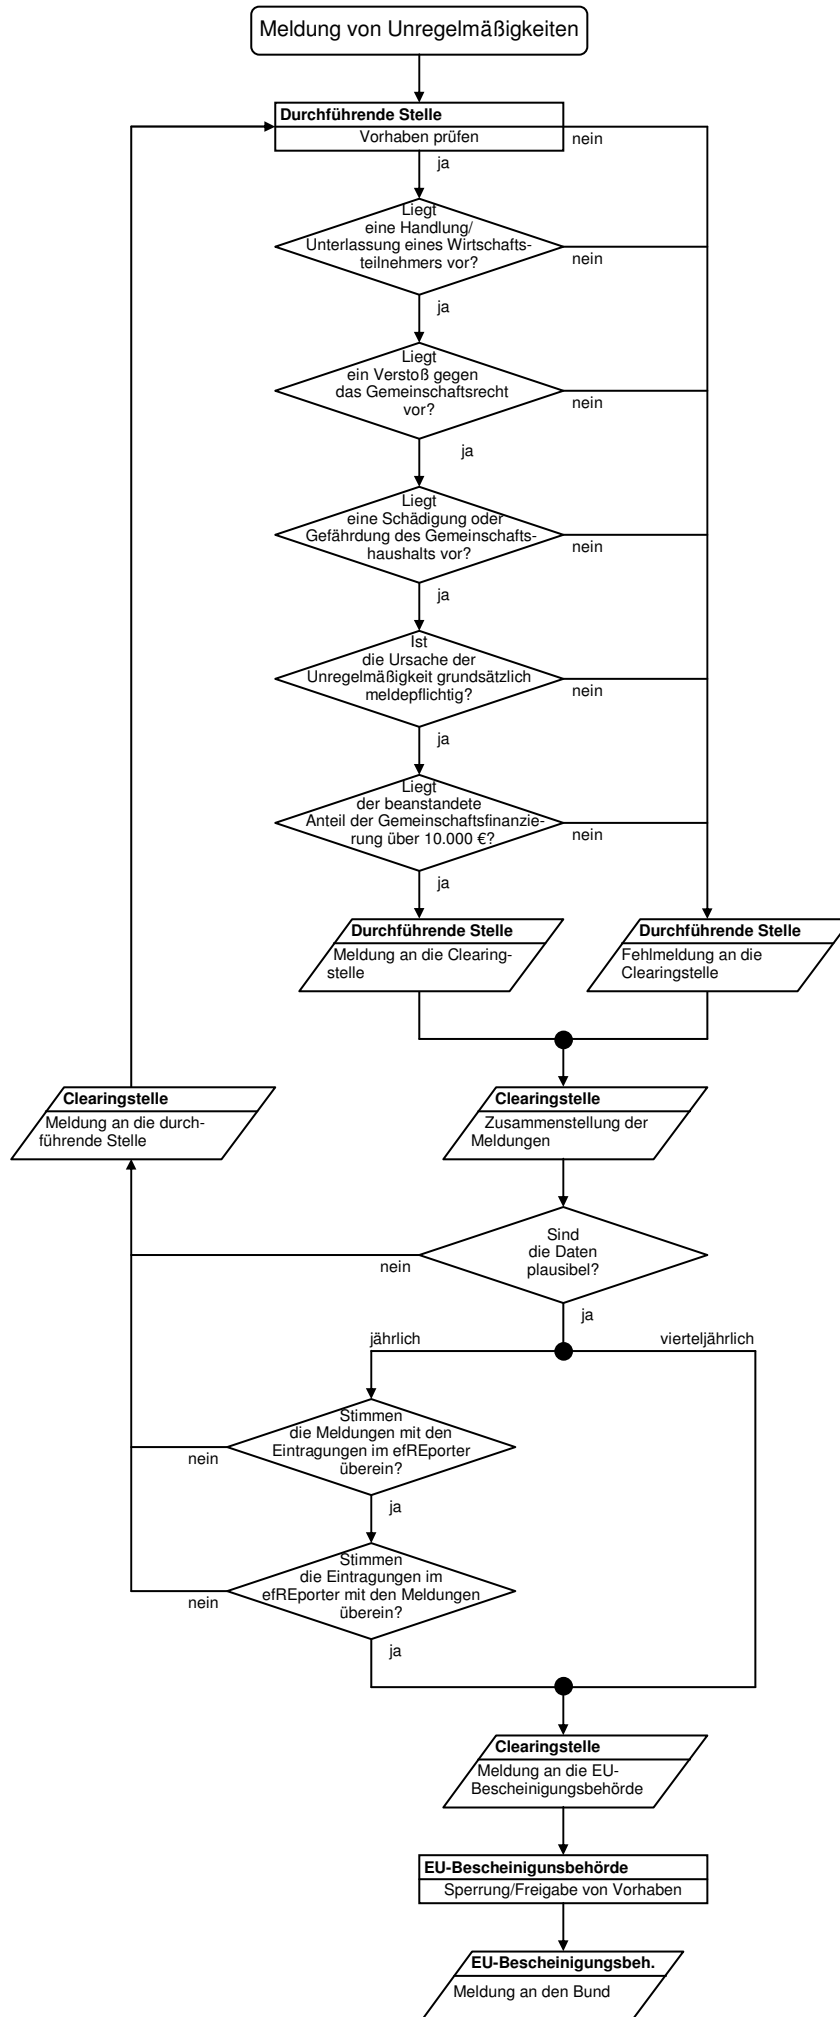 Meldung von Unregelmäßigkeiten
Durchführende Stelle
Vorhaben prüfen
nein
ja
Liegt
eine Handlung/
Unterlassung eines Wirtschafts-
teilnehmers vor?
nein
ja
Liegt
ein Verstoß gegen
das Gemeinschaftsrecht
vor?
nein
ja
Liegt
eine Schädigung oder
Gefährdung des Gemeinschafts-
haushalts vor?
nein
ja
Ist
die Ursache der
Unregelmäßigkeit grundsätzlich
meldepflichtig?
nein
ja
Liegt
der beanstandete
Anteil der Gemeinschaftsfinanzie-
rung über 10.000 €?
nein
ja
Durchführende Stelle
Meldung an die Clearing-
stelle
Durchführende Stelle
Fehlmeldung an die
Clearingstelle
Clearingstelle
Meldung an die durch-
führende Stelle
Clearingstelle
Zusammenstellung der
Meldungen
Sind
die Daten
plausibel?
nein
ja
jährlich
vierteljährlich
Stimmen
die Meldungen mit den
Eintragungen im efREporter
überein?
nein
ja
Stimmen
die Eintragungen im
efREporter mit den Meldungen
überein?
nein
ja
Clearingstelle
Meldung an die EU-
Bescheinigungsbehörde
EU-Bescheinigunsbehörde
Sperrung/Freigabe von Vorhaben
EU-Bescheinigungsbeh.
Meldung an den Bund